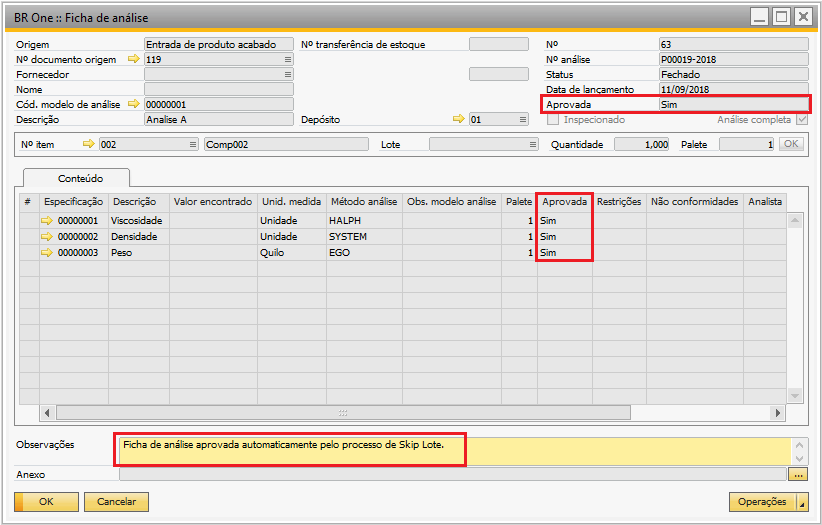 BR One :: Ficha de análise
Origem Entrada de produto acabado Nº transferência de estoque Nº 63
Nº documento origem 119 Nº análise P00019-2018
Fornecedor Status Fechado
Nome Data de lançamento 11/09/2018
Cód. modelo de análise 00000001 Aprovada Sim
Descrição Analise A Depósito 01 Inspecionado Análise completa
Nº item 002 Comp002 Lote Quantidade 1,000 Palete 1 OK
Conteúdo
# Especificação Descrição Valor encontrado Unid. medida Método análise Obs. modelo análise Palete Aprovada Restrições Não conformidades Analista
00000001 Viscosidade Unidade HALPH 1 Sim
00000002 Densidade Unidade SYSTEM 1 Sim
00000003 Peso Quilo EGO 1 Sim
Observações Ficha de análise aprovada automaticamente pelo processo de Skip Lote.
Anexo ...
OK Cancelar Operações